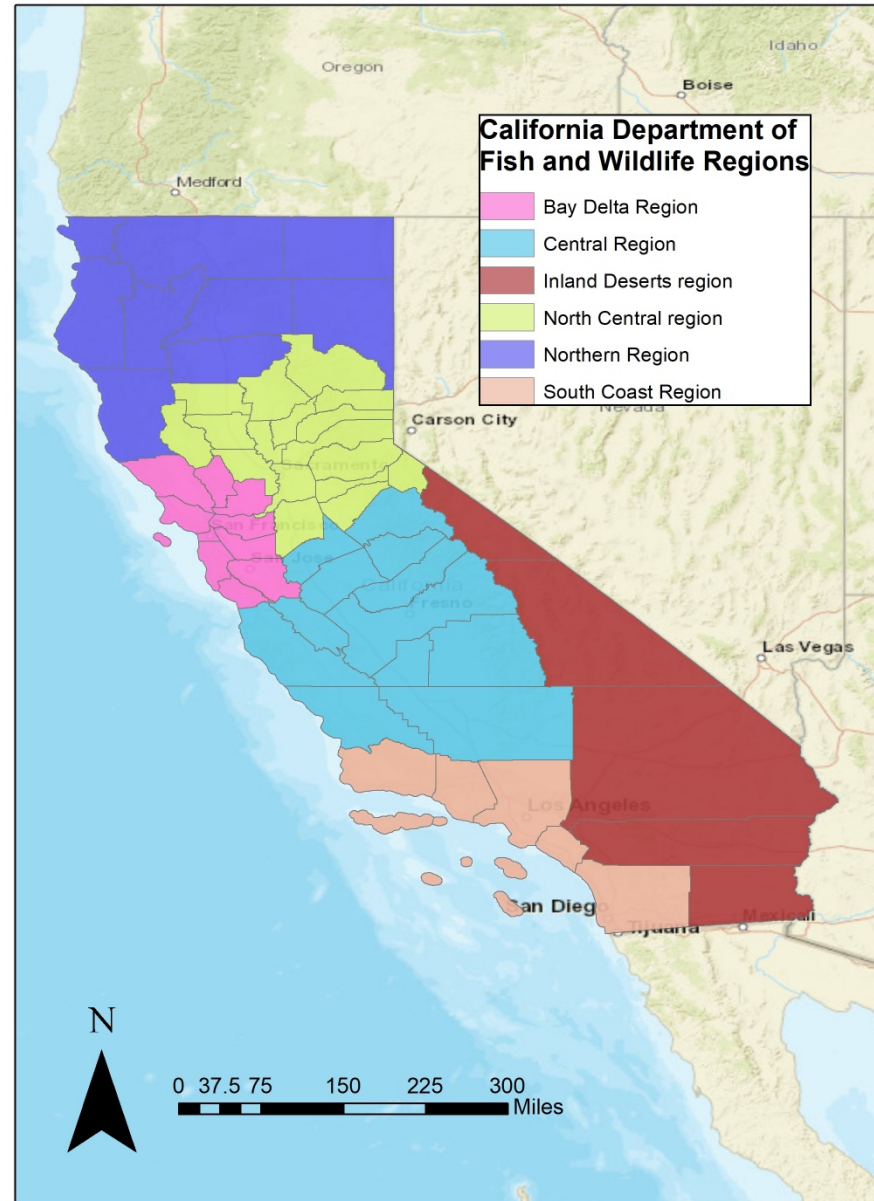 Idaho
Oregon
Boise
California Department of
Fish and Wildlife Regions
Medford
Bay Delta Region
Central Region
Inland Deserts region
North Central region
Northern Region
South Coast Region
Nevada
Carson City
Sacramento
San Francisco
San Jose
California
Fresno
Las Vegas
Los Angeles
San Diego
Tijuana
Mexicali
N
0 37.5 75 150 225 300
Miles